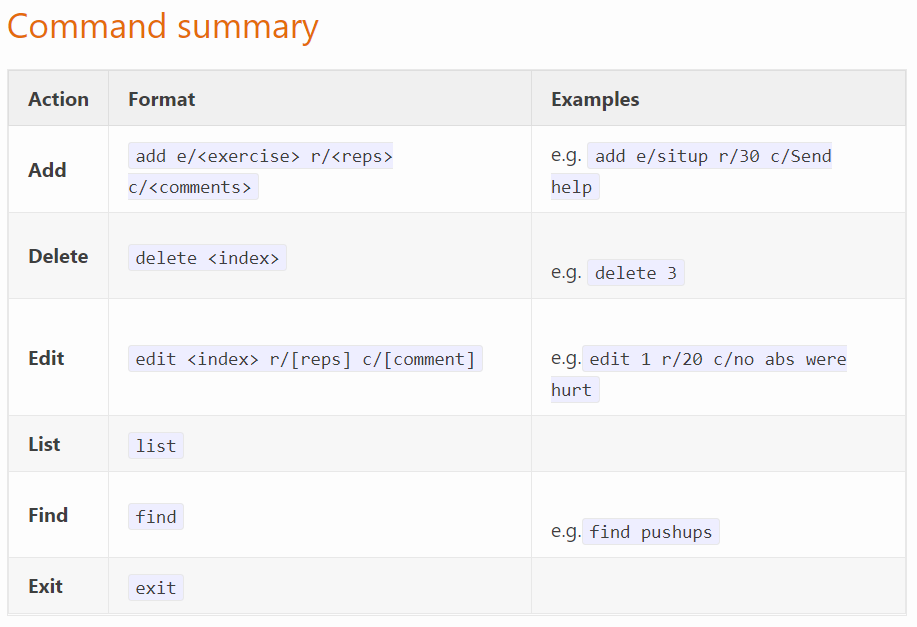 Command summary
Action Format Examples
Add add e/<exercise> r/<reps> c/<comments> e.g. add e/situp r/30 c/Send help
Delete delete <index> e.g. delete 3
Edit edit <index> r/[reps] c/[comment] e.g. edit 1 r/20 c/no abs were hurt
List list
Find find e.g. find pushups
Exit exit